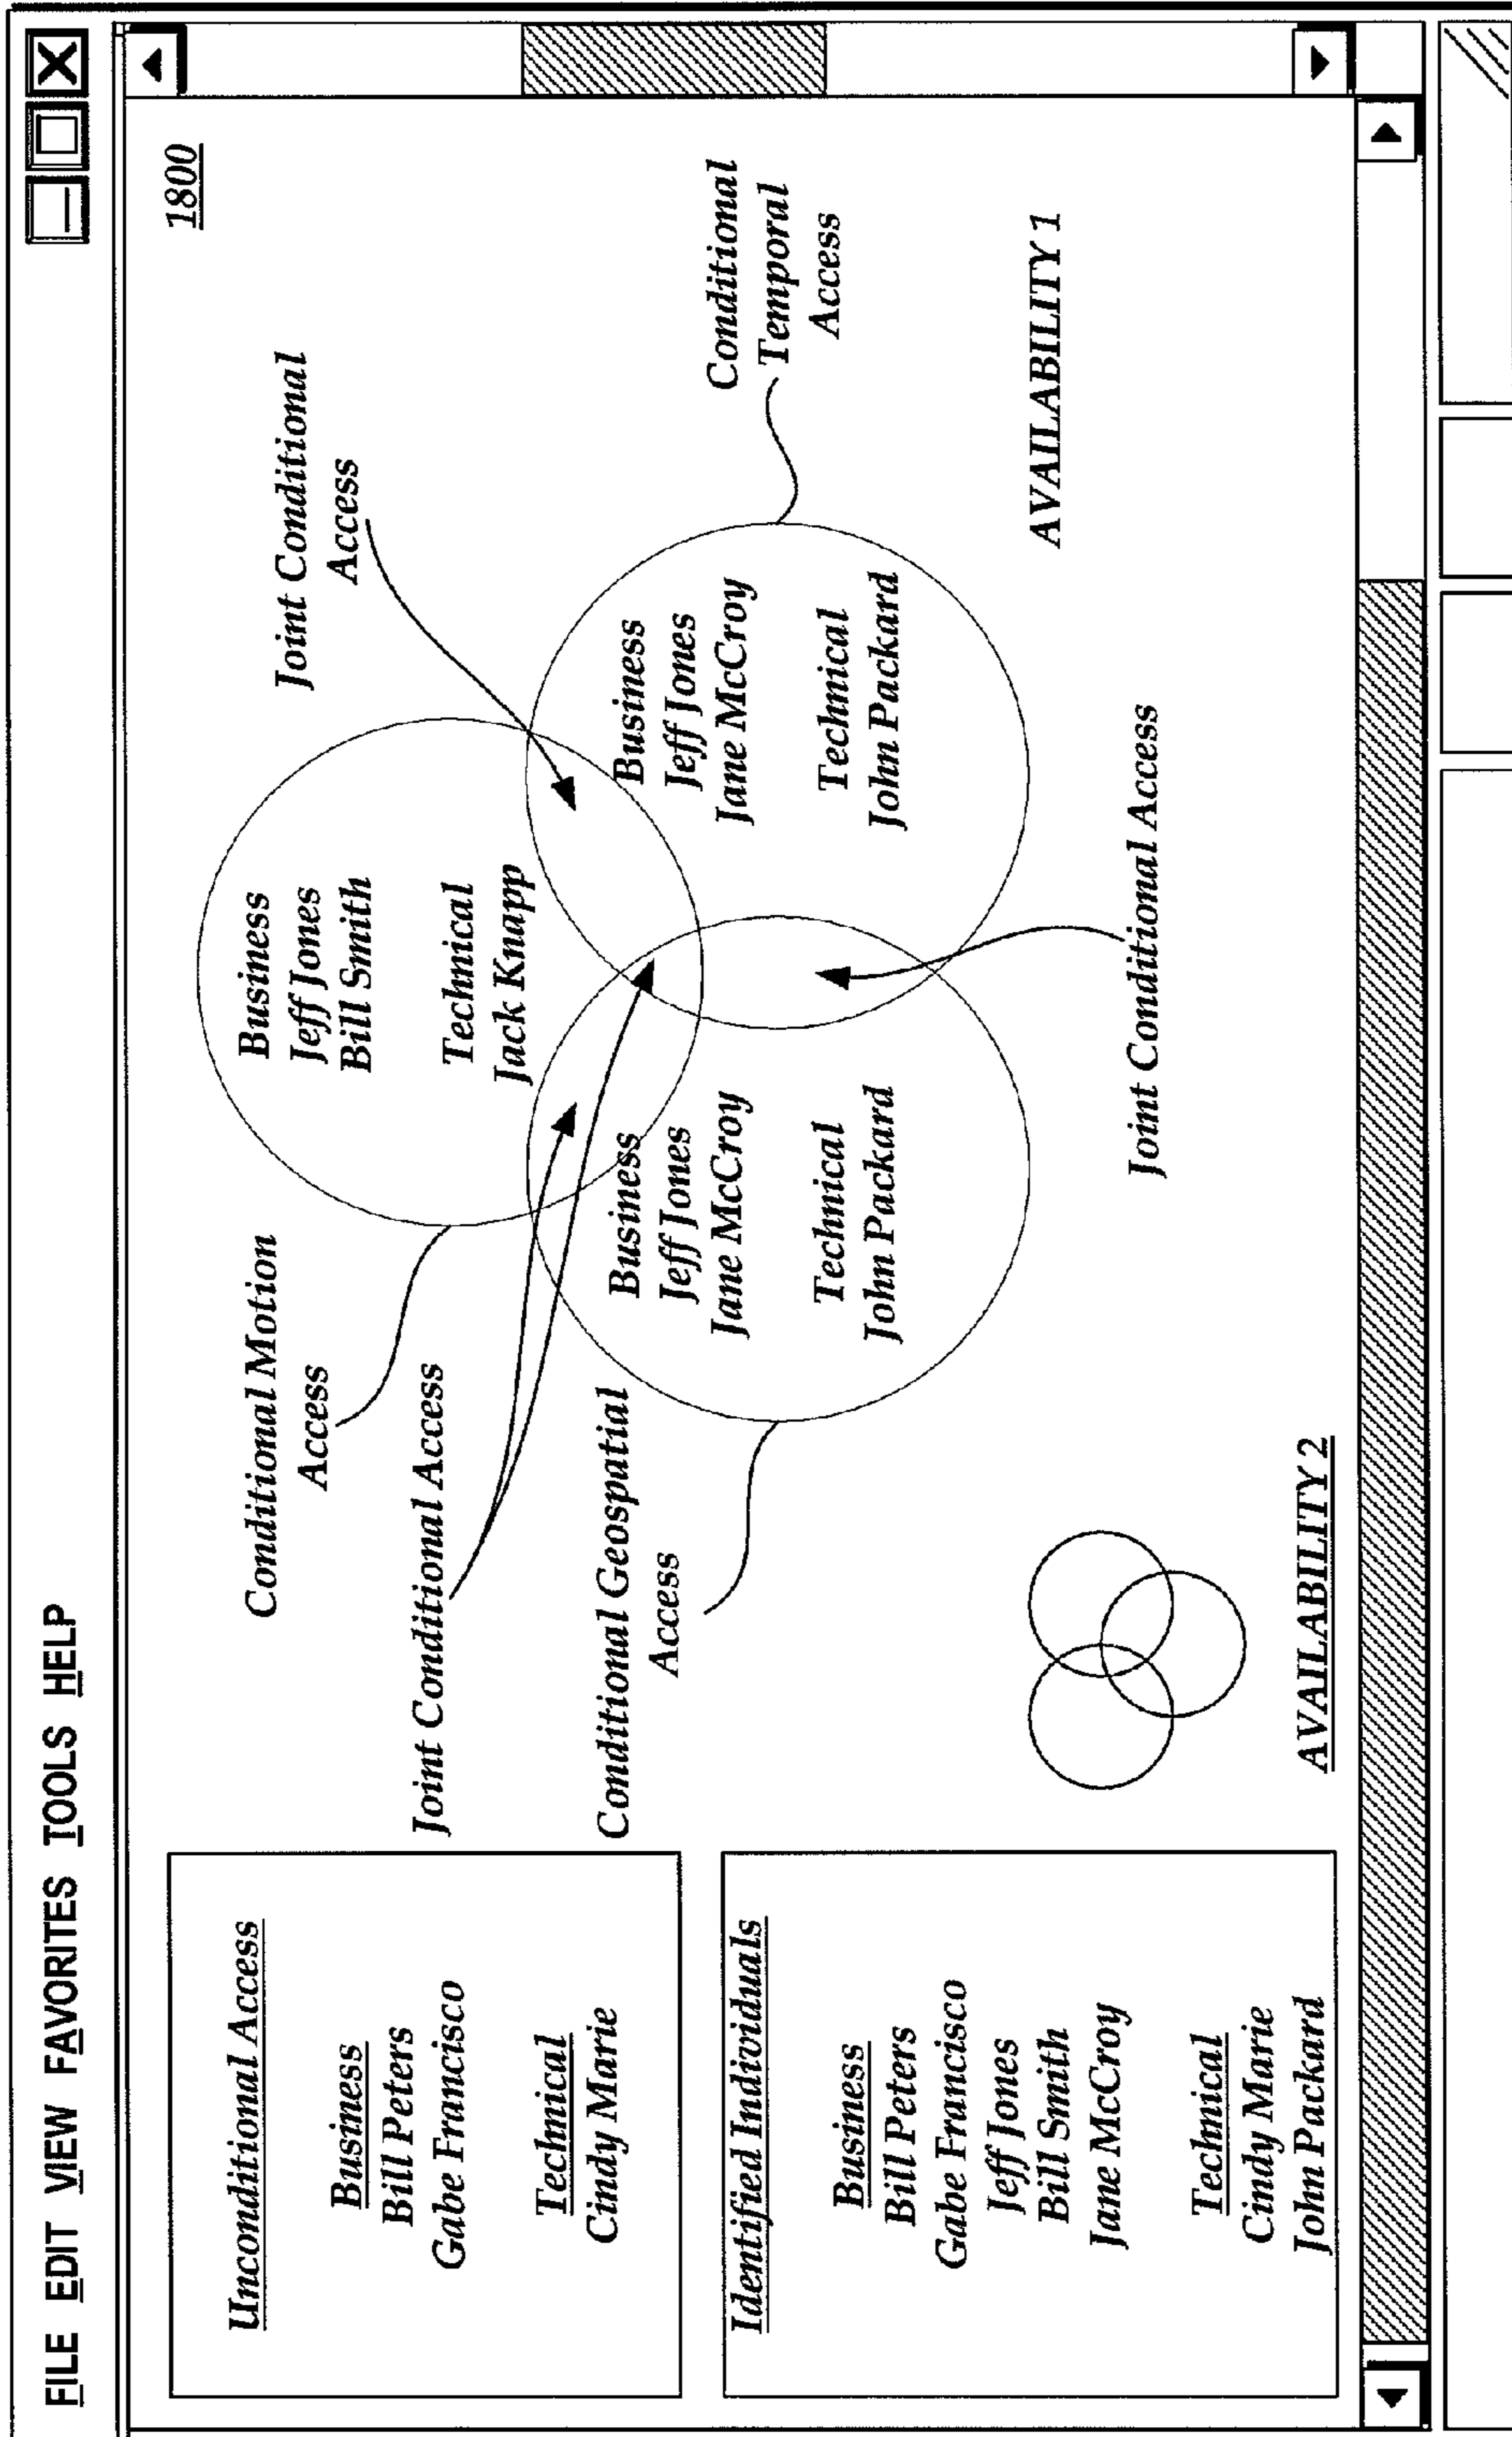 FILE EDIT VIEW FAVORITES TOOLS HELP
1800
Unconditional Access
Business
Bill Peters
Gabe Francisco
Technical
Cindy Marie
Identified Individuals
Business
Bill Peters
Gabe Francisco
Jeff Jones
Bill Smith
Jane McCroy
Technical
Cindy Marie
John Packard
Conditional Motion
Access
Joint Conditional Access
Conditional Geospatial
Access
Business
Jeff Jones
Bill Smith
Technical
Jack Knapp
Business
Jeff Jones
Jane McCroy
Technical
John Packard
Business
Jeff Jones
Jane McCroy
Technical
John Packard
Joint Conditional
Access
Conditional
Temporal
Access
Joint Conditional Access
AVAILABILITY 1
AVAILABILITY 2